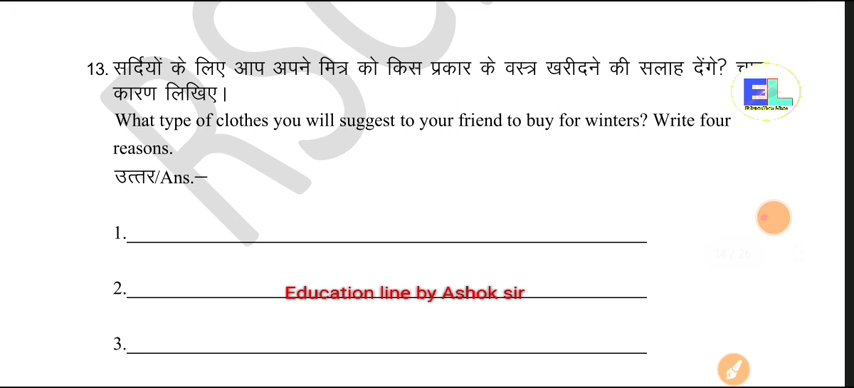 13. सर्दियों के लिए आप अपने मित्र को किस प्रकार के वस्त्र खरीदने की सलाह देंगे?
कारण लिखिए।
What type of clothes you will suggest to your friend to buy for winters? Write four
reasons.
उत्तर/Ans.—
1.
2.
Education line by Ashok sir
3.
EL
RSC